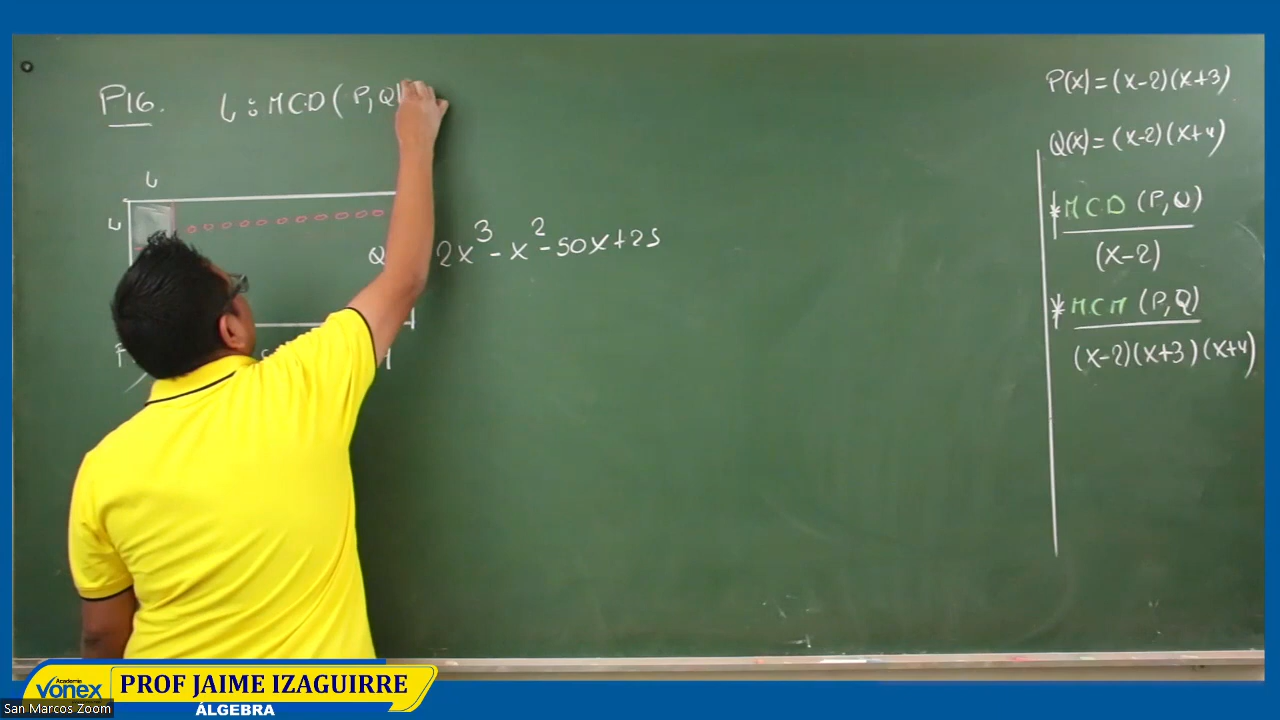 P16. L : MCD (P, Q)
L
L
Q
2x³ - x² - 50x + 25
P(x) = (x-2)(x+3)
Q(x) = (x-2)(x+4)
* MCD (P, Q)
(x-2)
* MCM (P, Q)
(x-2)(x+3)(x+4)
Academia
vonex
PROF JAIME IZAGUIRRE
ÁLGEBRA
San Marcos Zoom